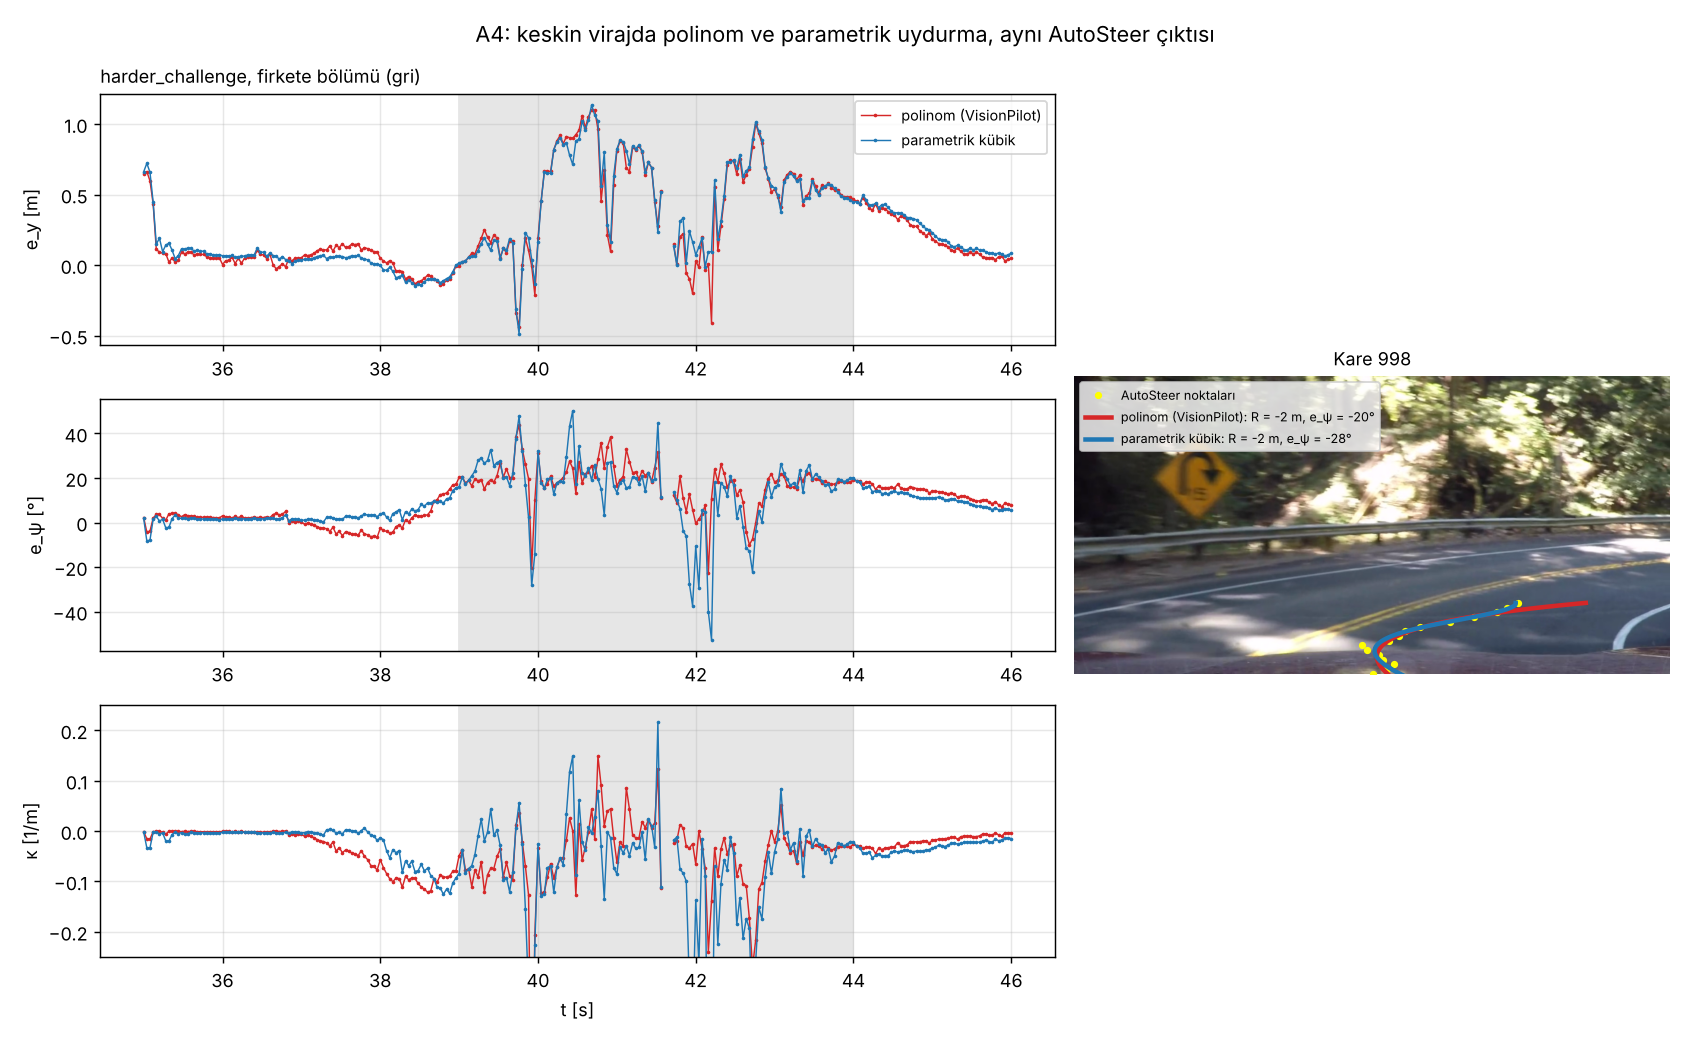 A4: keskin virajda polinom ve parametrik uydurma, aynı AutoSteer çıktısı
harder_challenge, firkete bölümü (gri)
polinom (VisionPilot)
parametrik kübik
e_y [m]
1.0
0.5
0.0
−0.5
36 38 40 42 44 46
e_ψ [°]
40
20
0
−20
−40
36 38 40 42 44 46
κ [1/m]
0.2
0.1
0.0
−0.1
−0.2
36 38 40 42 44 46
t [s]
Kare 998
AutoSteer noktaları
polinom (VisionPilot): R = -2 m, e_ψ = -20°
parametrik kübik: R = -2 m, e_ψ = -28°
15